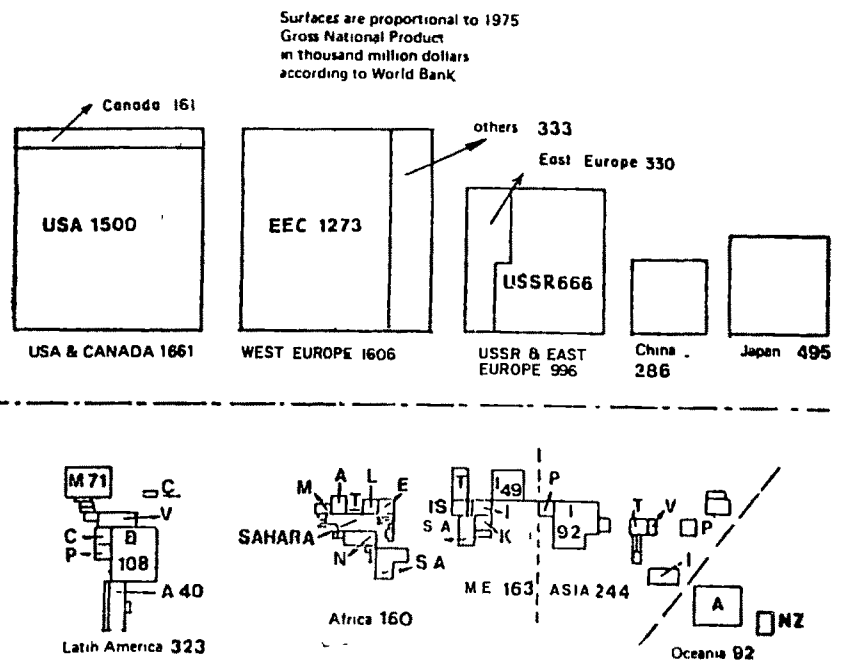 Surfaces are proportional to 1975
Gross National Product
in thousand million dollars
according to World Bank
Canada 161
others 333
East Europe 330
USA 1500
EEC 1273
USSR 666
USA & CANADA 1661
WEST EUROPE 1606
USSR & EAST
EUROPE 996
China
286
Japan 495
M 71
C
V
C
P
B
108
A 40
Latin America 323
M
A
L
T
E
SAHARA
N
S A
Africa 160
T
I 49
P
IS
I
S A
K
I
92
M E 163
ASIA 244
T
V
P
I
A
NZ
Oceania 92